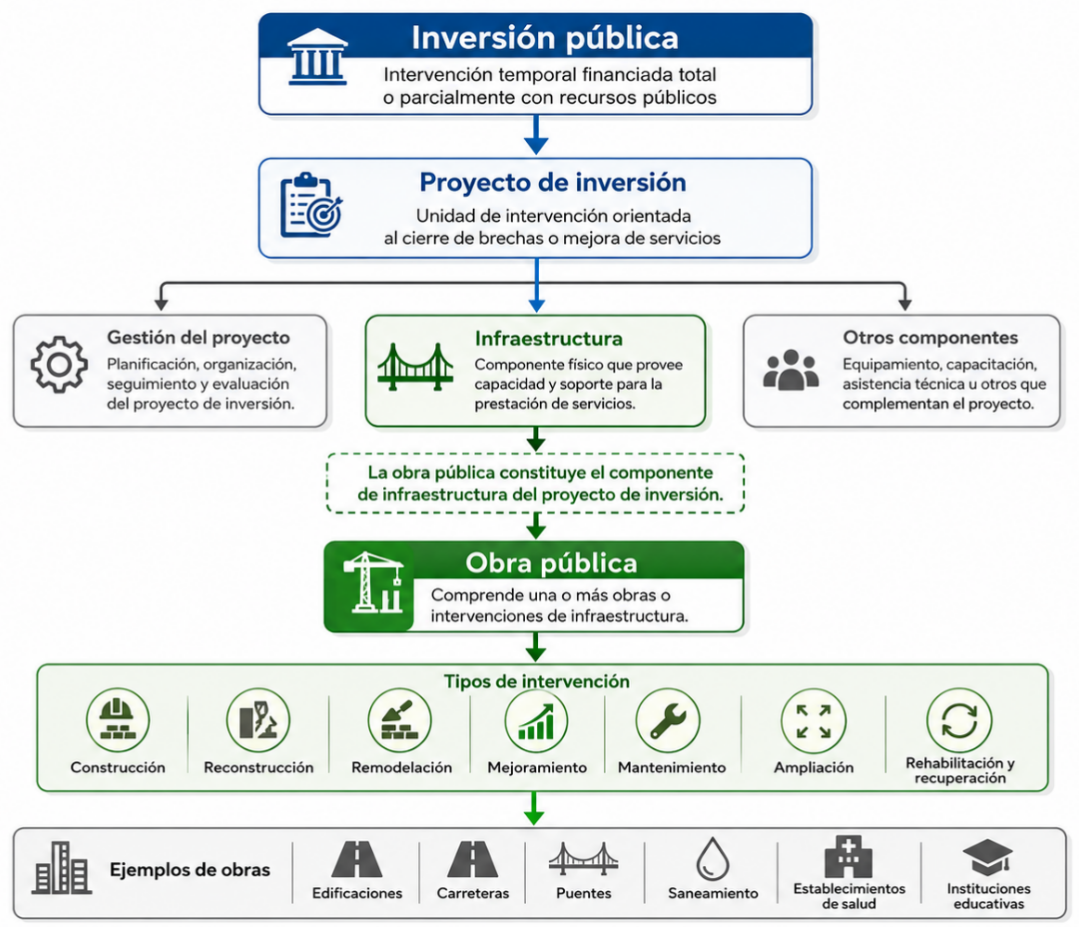 Inversión pública
Intervención temporal financiada total
o parcialmente con recursos públicos
Proyecto de inversión
Unidad de intervención orientada
al cierre de brechas o mejora de servicios
Gestión del proyecto
Planificación, organización,
seguimiento y evaluación
del proyecto de inversión.
Infraestructura
Componente físico que provee
capacidad y soporte para la
prestación de servicios.
Otros componentes
Equipamiento, capacitación,
asistencia técnica u otros que
complementan el proyecto.
La obra pública constituye el componente
de infraestructura del proyecto de inversión.
Obra pública
Comprende una o más obras o
intervenciones de infraestructura.
Tipos de intervención
Construcción
Reconstrucción
Remodelación
Mejoramiento
Mantenimiento
Ampliación
Rehabilitación y
recuperación
Ejemplos de obras
Edificaciones
Carreteras
Puentes
Saneamiento
Establecimientos
de salud
Instituciones
educativas